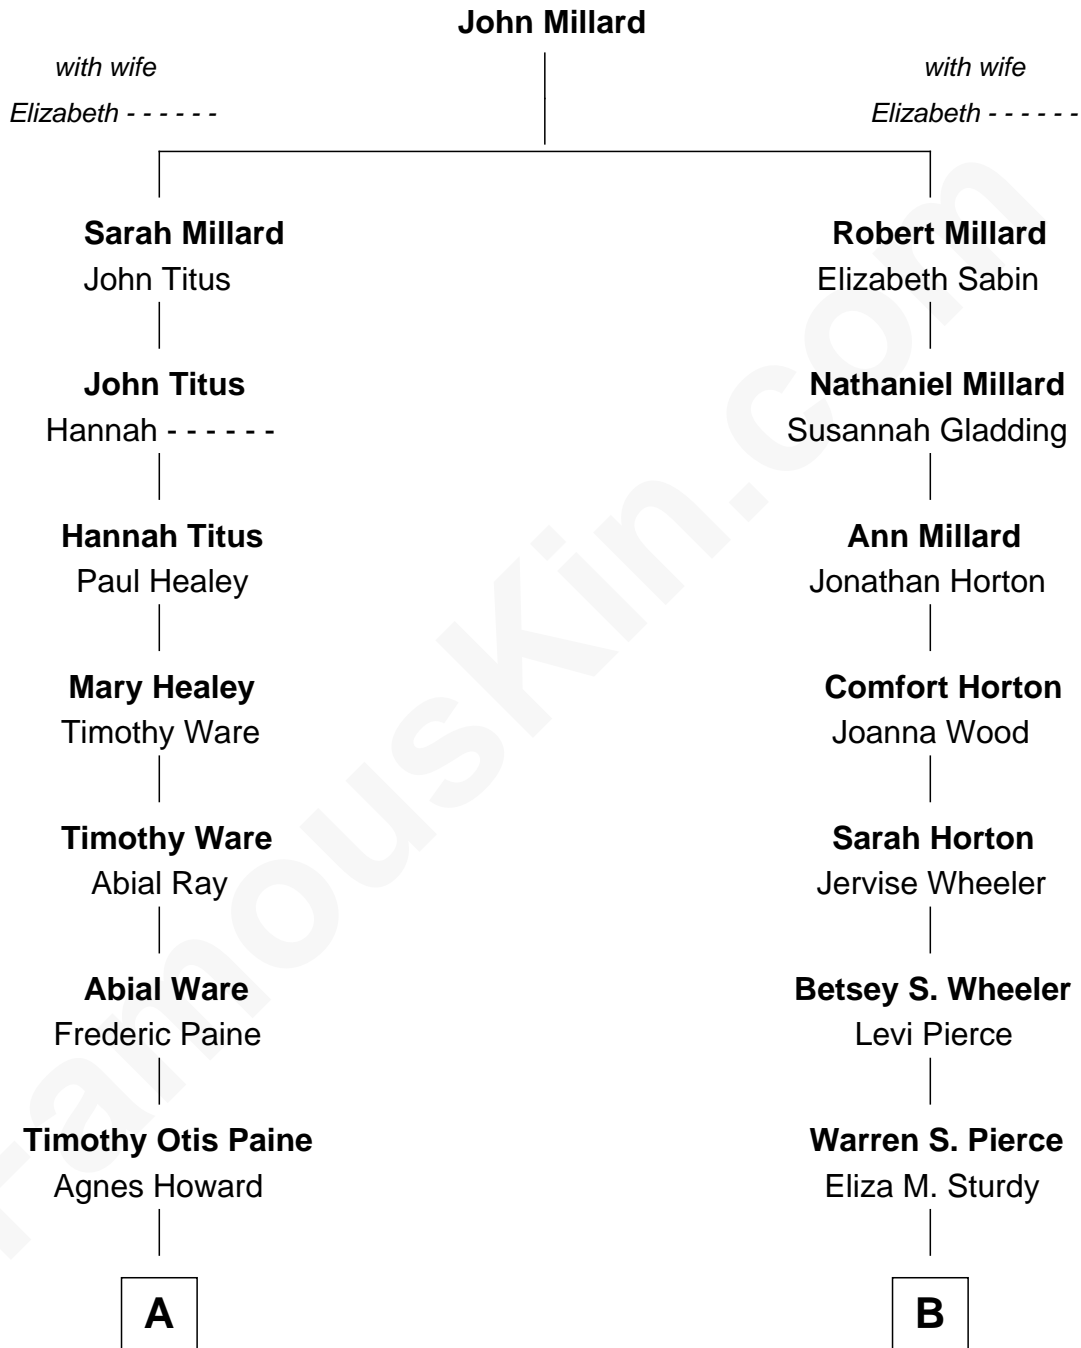 John Millard
with wife
Elizabeth - - - - - -
with wife
Elizabeth - - - - - -
Sarah Millard
John Titus
Robert Millard
Elizabeth Sabin
John Titus
Hannah - - - - - -
Nathaniel Millard
Susannah Gladding
Hannah Titus
Paul Healey
Ann Millard
Jonathan Horton
Mary Healey
Timothy Ware
Comfort Horton
Joanna Wood
Timothy Ware
Abial Ray
Sarah Horton
Jervise Wheeler
Abial Ware
Frederic Paine
Betsey S. Wheeler
Levi Pierce
Timothy Otis Paine
Agnes Howard
Warren S. Pierce
Eliza M. Sturdy
A
B
FamousKin.com